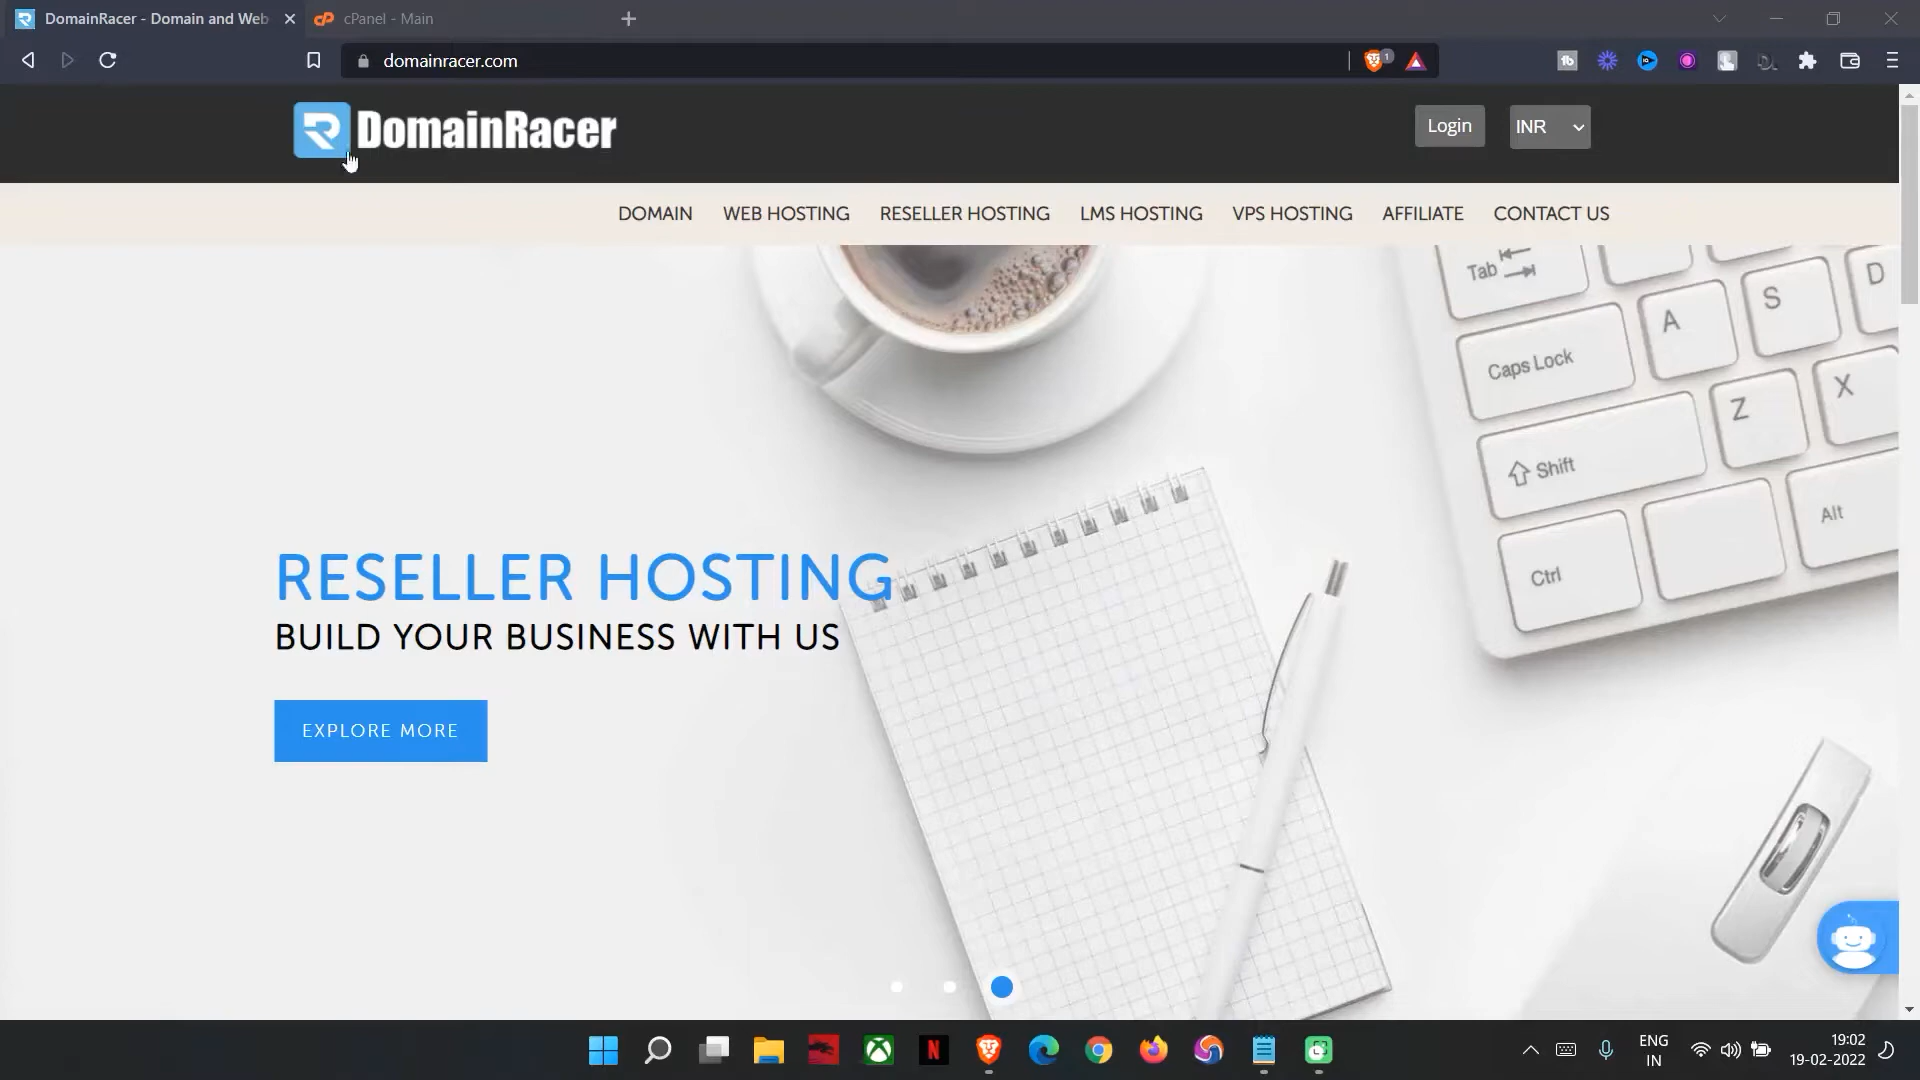 DomainRacer - Domain and Web
cPanel - Main
domainracer.com
1
DomainRacer
Login
INR
DOMAIN WEB HOSTING RESELLER HOSTING LMS HOSTING VPS HOSTING AFFILIATE CONTACT US
Tab
D
S
A
Caps Lock
X
Z
Shift
Alt
Ctrl
RESELLER HOSTING
BUILD YOUR BUSINESS WITH US
EXPLORE MORE
ENG
IN
19:02
19-02-2022